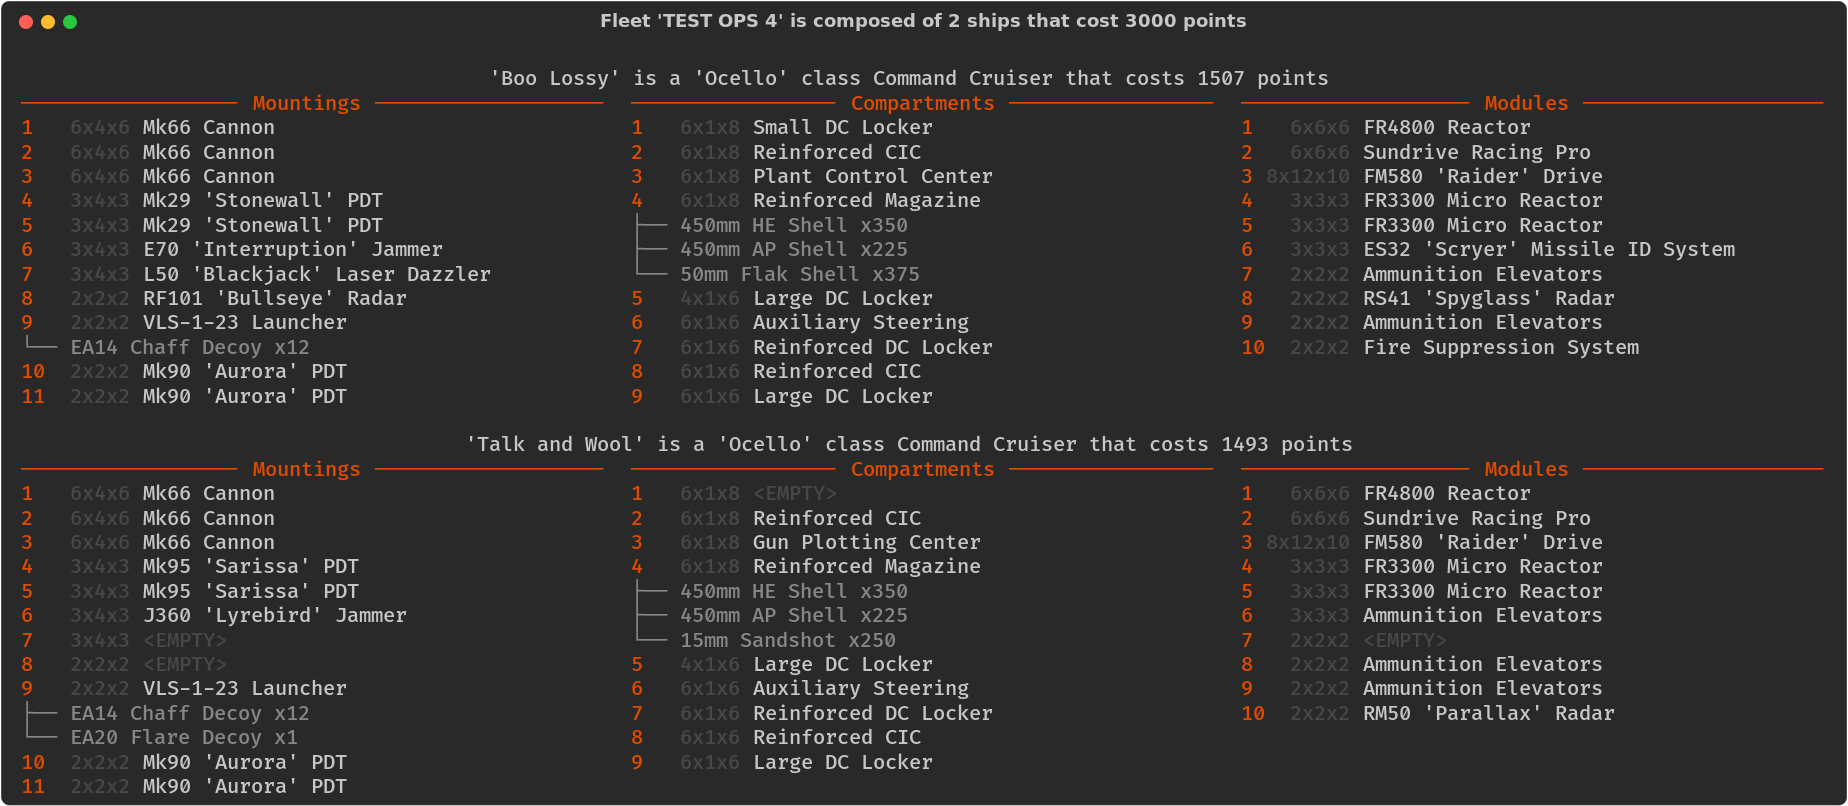 Fleet 'TEST OPS 4' is composed of 2 ships that cost 3000 points
'Boo Lossy' is a 'Ocello' class Command Cruiser that costs 1507 points
Mountings
1 6x4x6 Mk66 Cannon
2 6x4x6 Mk66 Cannon
3 6x4x6 Mk66 Cannon
4 3x4x3 Mk29 'Stonewall' PDT
5 3x4x3 Mk29 'Stonewall' PDT
6 3x4x3 E70 'Interruption' Jammer
7 3x4x3 L50 'Blackjack' Laser Dazzler
8 2x2x2 RF101 'Bullseye' Radar
9 2x2x2 VLS-1-23 Launcher
EA14 Chaff Decoy x12
10 2x2x2 Mk90 'Aurora' PDT
11 2x2x2 Mk90 'Aurora' PDT
Compartments
1 6x1x8 Small DC Locker
2 6x1x8 Reinforced CIC
3 6x1x8 Plant Control Center
4 6x1x8 Reinforced Magazine
450mm HE Shell x350
450mm AP Shell x225
50mm Flak Shell x375
5 4x1x6 Large DC Locker
6 6x1x6 Auxiliary Steering
7 6x1x6 Reinforced DC Locker
8 6x1x6 Reinforced CIC
9 6x1x6 Large DC Locker
Modules
1 6x6x6 FR4800 Reactor
2 6x6x6 Sundrive Racing Pro
3 8x12x10 FM580 'Raider' Drive
4 3x3x3 FR3300 Micro Reactor
5 3x3x3 FR3300 Micro Reactor
6 3x3x3 ES32 'Scryer' Missile ID System
7 2x2x2 Ammunition Elevators
8 2x2x2 RS41 'Spyglass' Radar
9 2x2x2 Ammunition Elevators
10 2x2x2 Fire Suppression System
'Talk and Wool' is a 'Ocello' class Command Cruiser that costs 1493 points
Mountings
1 6x4x6 Mk66 Cannon
2 6x4x6 Mk66 Cannon
3 6x4x6 Mk66 Cannon
4 3x4x3 Mk95 'Sarissa' PDT
5 3x4x3 Mk95 'Sarissa' PDT
6 3x4x3 J360 'Lyrebird' Jammer
7 3x4x3 <EMPTY>
8 2x2x2 <EMPTY>
9 2x2x2 VLS-1-23 Launcher
EA14 Chaff Decoy x12
EA20 Flare Decoy x1
10 2x2x2 Mk90 'Aurora' PDT
11 2x2x2 Mk90 'Aurora' PDT
Compartments
1 6x1x8 <EMPTY>
2 6x1x8 Reinforced CIC
3 6x1x8 Gun Plotting Center
4 6x1x8 Reinforced Magazine
450mm HE Shell x350
450mm AP Shell x225
15mm Sandshot x250
5 4x1x6 Large DC Locker
6 6x1x6 Auxiliary Steering
7 6x1x6 Reinforced DC Locker
8 6x1x6 Reinforced CIC
9 6x1x6 Large DC Locker
Modules
1 6x6x6 FR4800 Reactor
2 6x6x6 Sundrive Racing Pro
3 8x12x10 FM580 'Raider' Drive
4 3x3x3 FR3300 Micro Reactor
5 3x3x3 FR3300 Micro Reactor
6 3x3x3 Ammunition Elevators
7 2x2x2 <EMPTY>
8 2x2x2 Ammunition Elevators
9 2x2x2 Ammunition Elevators
10 2x2x2 RM50 'Parallax' Radar